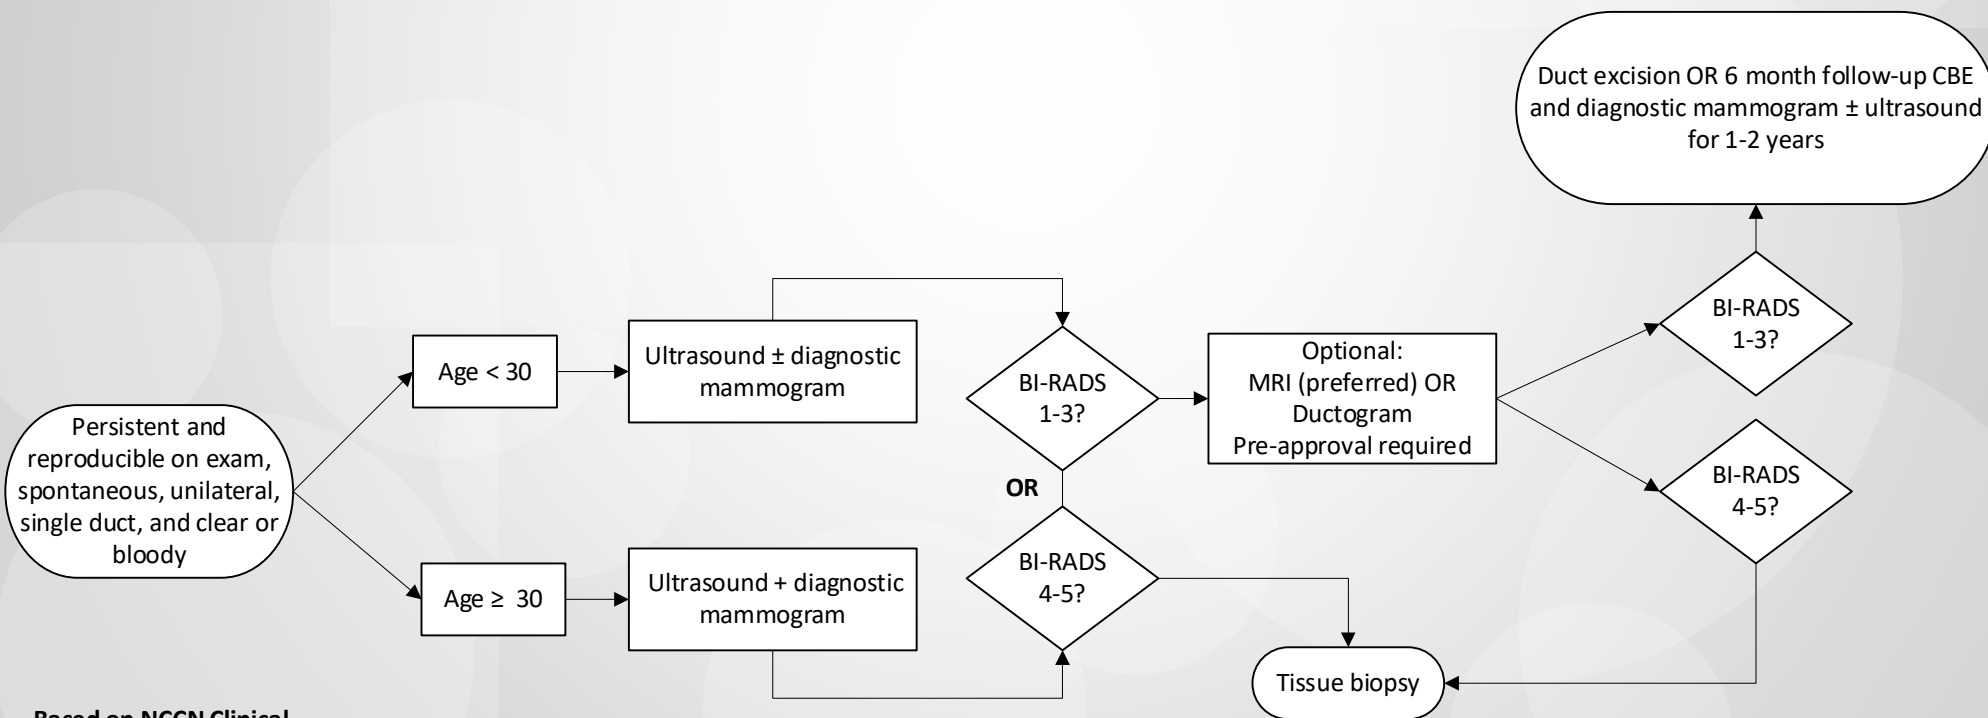 Persistent and
reproducible on exam,
spontaneous, unilateral,
single duct, and clear or
bloody
Age < 30
Ultrasound ± diagnostic
mammogram
Age ≥ 30
Ultrasound + diagnostic
mammogram
BI-RADS
1-3?
OR
BI-RADS
4-5?
Optional:
MRI (preferred) OR
Ductogram
Pre-approval required
BI-RADS
1-3?
BI-RADS
4-5?
Duct excision OR 6 month follow-up CBE
and diagnostic mammogram ± ultrasound
for 1-2 years
Tissue biopsy
Based on NCCN Clinical